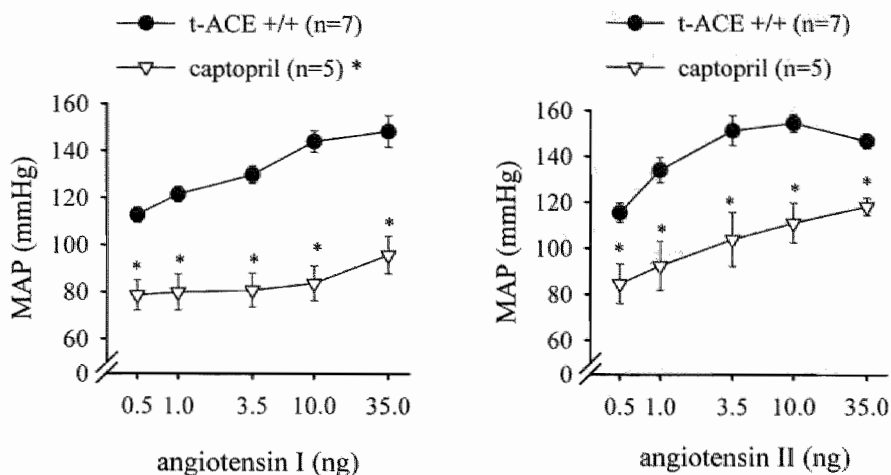 t-ACE +/+ (n=7)
captopril (n=5) *
MAP (mmHg)
160
140
120
100
80
60
0
*
*
*
*
*
0.5 1.0 3.5 10.0 35.0
angiotensin I (ng)
t-ACE +/+ (n=7)
captopril (n=5)
MAP (mmHg)
160
140
120
100
80
60
0
*
*
*
*
*
0.5 1.0 3.5 10.0 35.0
angiotensin II (ng)